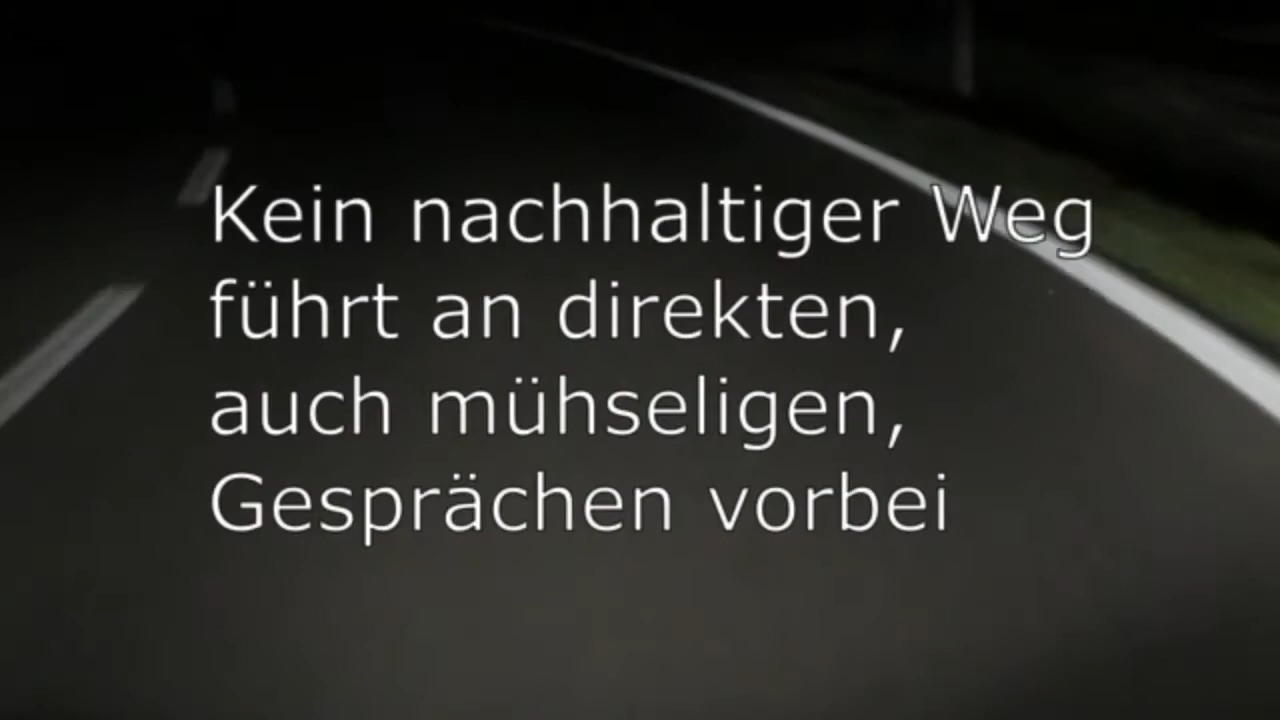 Kein nachhaltiger Weg
führt an direkten,
auch mühseligen,
Gesprächen vorbei